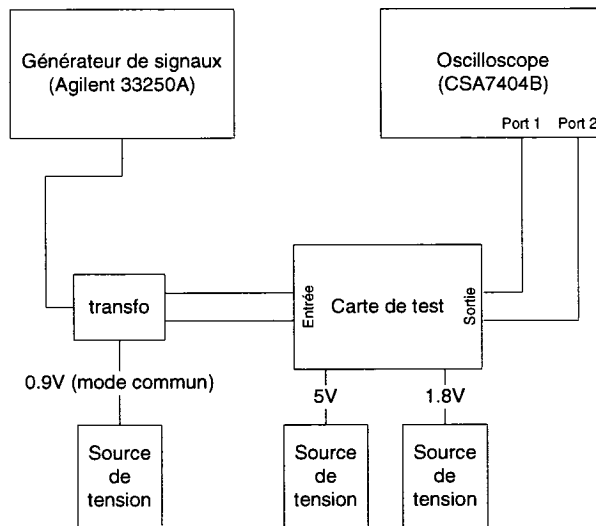 Générateur de signaux
(Agilent 33250A)
Oscilloscope
(CSA7404B)
Port 1
Port 2
transfo
Entrée
Carte de test
Sortie
0.9V (mode commun)
5V
1.8V
Source
de
tension
Source
de
tension
Source
de
tension